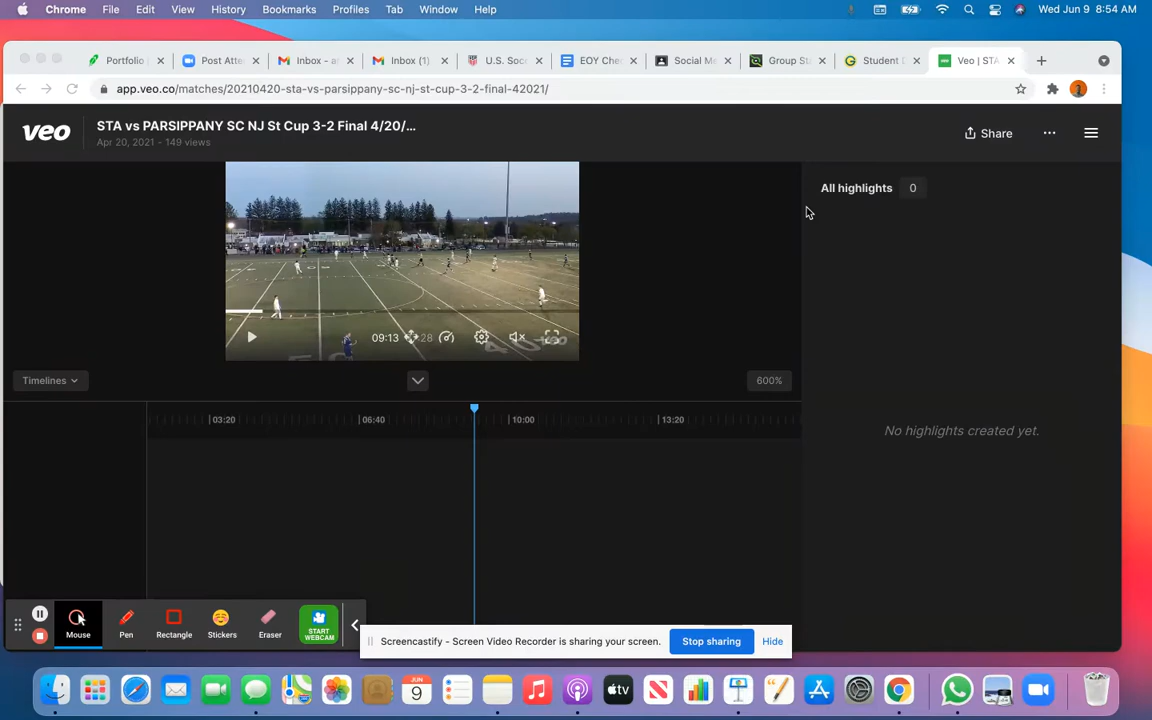 Chrome File Edit View History Bookmarks Profiles Tab Window Help Wed Jun 9 8:54 AM
Portfolio Post Atte Inbox - a Inbox (1) U.S. Soc EOY Che Social Me Group St Student D Veo | STA
app.veo.co/matches/20210420-sta-vs-parsippany-sc-nj-st-cup-3-2-final-42021/
veo
STA vs PARSIPPANY SC NJ St Cup 3-2 Final 4/20/...
Apr 20, 2021 - 149 views
Share
All highlights 0
09:13 28
Timelines
600%
03:20 06:40 10:00 13:20
No highlights created yet.
Mouse Pen Rectangle Stickers Eraser START WEBCAM
Screencastify - Screen Video Recorder is sharing your screen. Stop sharing Hide
JUN
9
tv